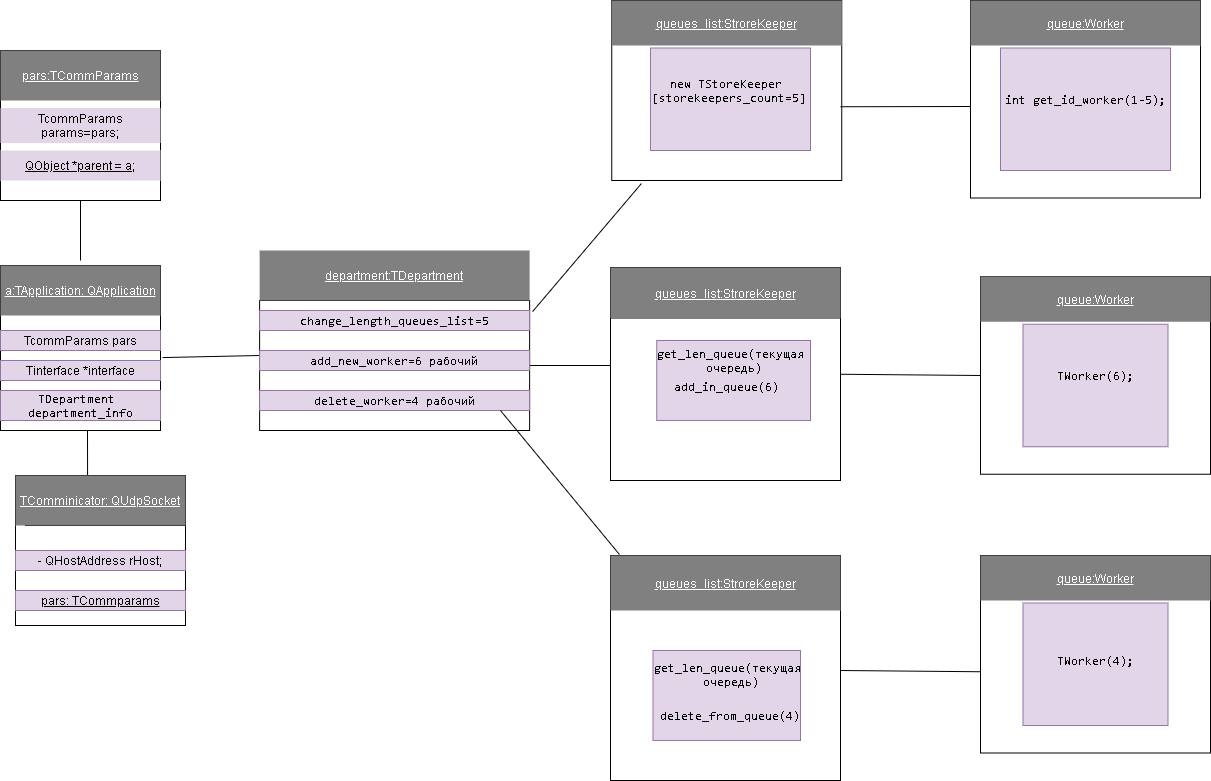 pars:TCommParams
TcommParams
params=pars;
QObject *parent = a;
a:TApplication: QApplication
TcommParams pars
Tinterface *interface
TDepartment
department_info
TComminicator: QUdpSocket
- QHostAddress rHost;
pars: TCommparams
department:TDepartment
change_length_queues_list=5
add_new_worker=6 рабочий
delete_worker=4 рабочий
queues_list:StroreKeeper
new TStoreKeeper
[storekeepers_count=5]
queue:Worker
int get_id_worker(1-5);
queues_list:StroreKeeper
get_len_queue(текущая
очередь)
add_in_queue(6)
queue:Worker
TWorker(6);
queues_list:StroreKeeper
get_len_queue(текущая
очередь)
delete_from_queue(4)
queue:Worker
TWorker(4);